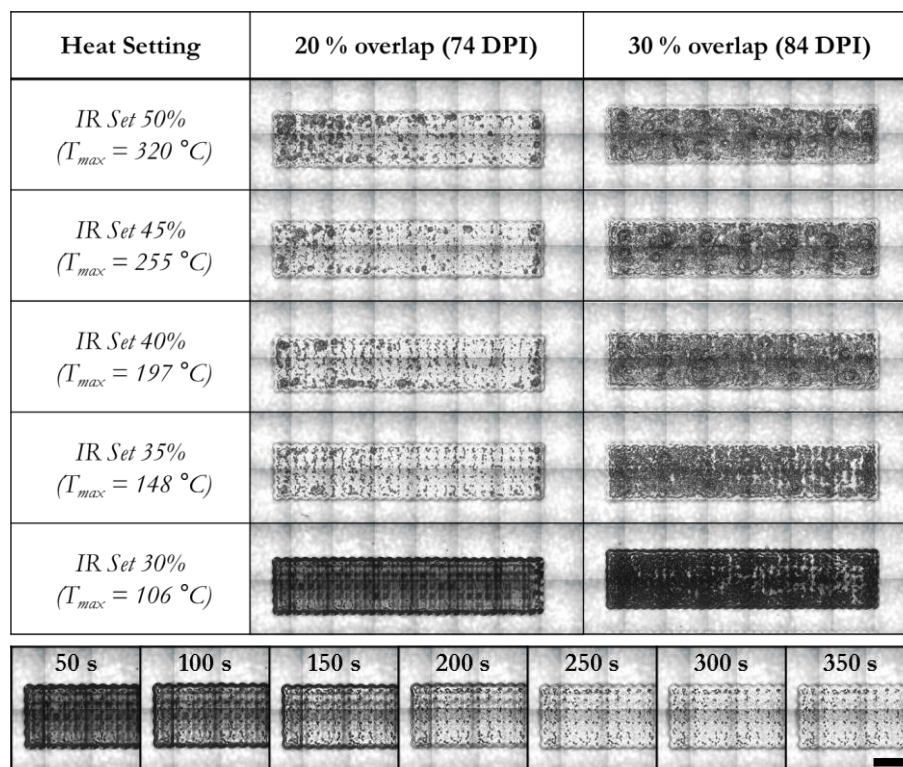 Heat Setting
20 % overlap (74 DPI)
30 % overlap (84 DPI)
IR Set 50%
(Tmax = 320 °C)
IR Set 45%
(Tmax = 255 °C)
IR Set 40%
(Tmax = 197 °C)
IR Set 35%
(Tmax = 148 °C)
IR Set 30%
(Tmax = 106 °C)
50 s
100 s
150 s
200 s
250 s
300 s
350 s